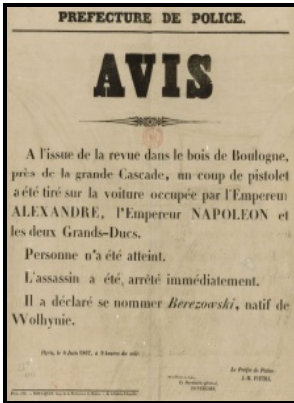 PREFECTURE DE POLICE.
AVIS
A l'issue de la revue dans le bois de Boulogne,
près de la grande Cascade, un coup de pistolet
a été tiré sur la voiture occupée par l'Empereur
ALEXANDRE, l'Empereur NAPOLEON et
les deux Grands-Ducs.
Personne n'a été atteint.
L'assassin a été arrêté immédiatement.
Il a déclaré se nommer Berezowski, natif de
Wolhynie.
Paris, le 6 Juin 1867, à 9 heures du soir.
Le Préfet de Police,
J.-M. PIETRI.